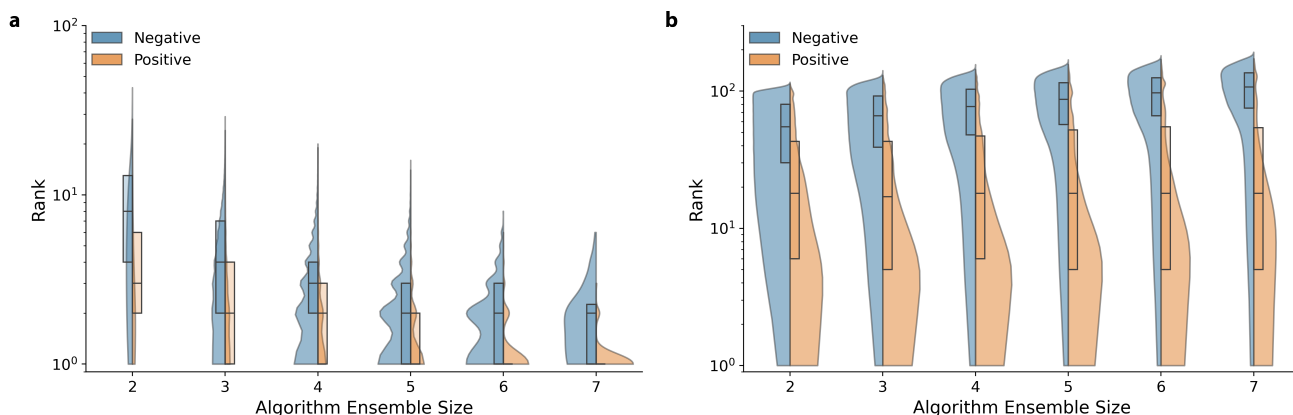 a
10²
Negative
Positive
10¹
10⁰
Rank
2 3 4 5 6 7
Algorithm Ensemble Size
b
Negative
Positive
10²
10¹
10⁰
Rank
2 3 4 5 6 7
Algorithm Ensemble Size